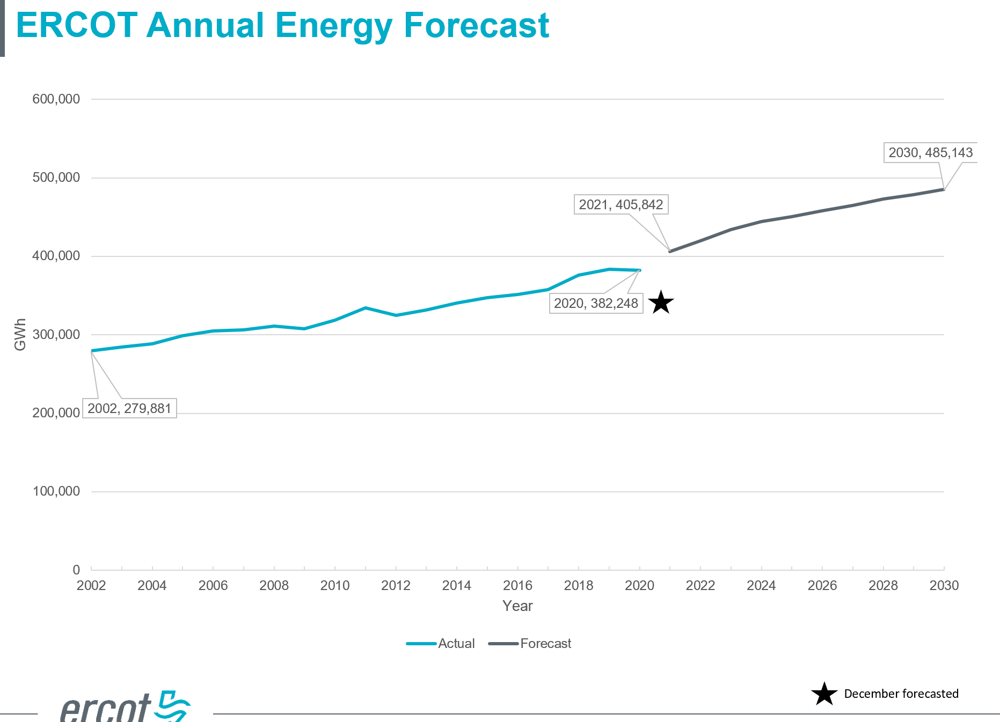 ERCOT Annual Energy Forecast
600,000
2030, 485,143
500,000
2021, 405,842
400,000
2020, 382,248
GWh
300,000
200,000
2002, 279,881
100,000
0
2002 2004 2006 2008 2010 2012 2014 2016 2018 2020 2022 2024 2026 2028 2030
Year
Actual Forecast
December forecasted
ercot